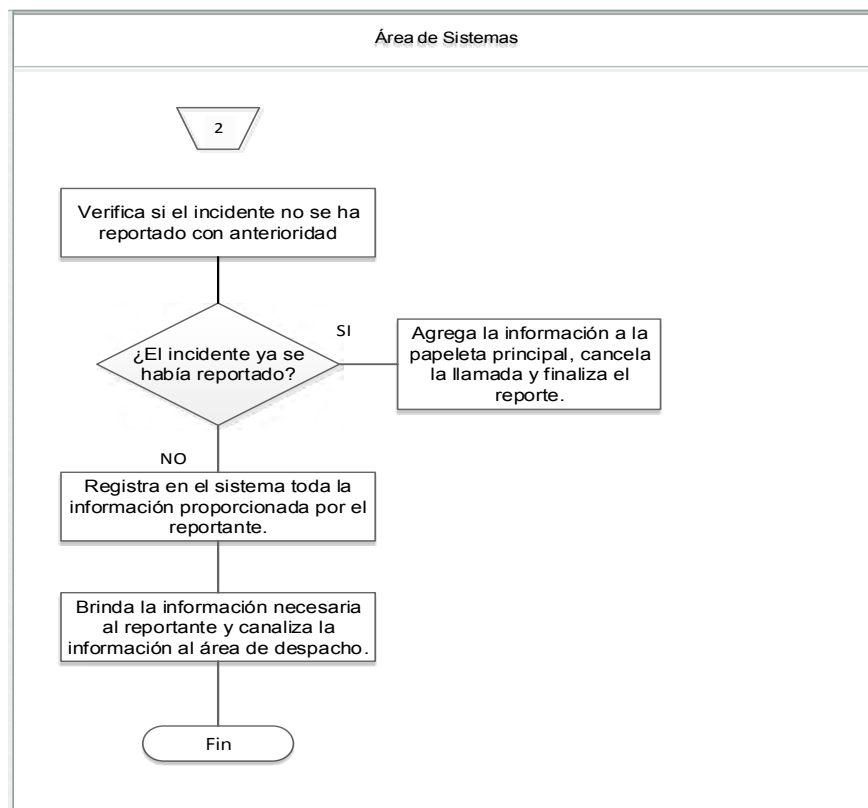 Área de Sistemas
2
Verifica si el incidente no se ha
reportado con anterioridad
¿El incidente ya se
había reportado?
SI
Agrega la información a la
papeleta principal, cancela
la llamada y finaliza el
reporte.
NO
Registra en el sistema toda la
información proporcionada por el
reportante.
Brinda la información necesaria
al reportante y canaliza la
información al área de despacho.
Fin